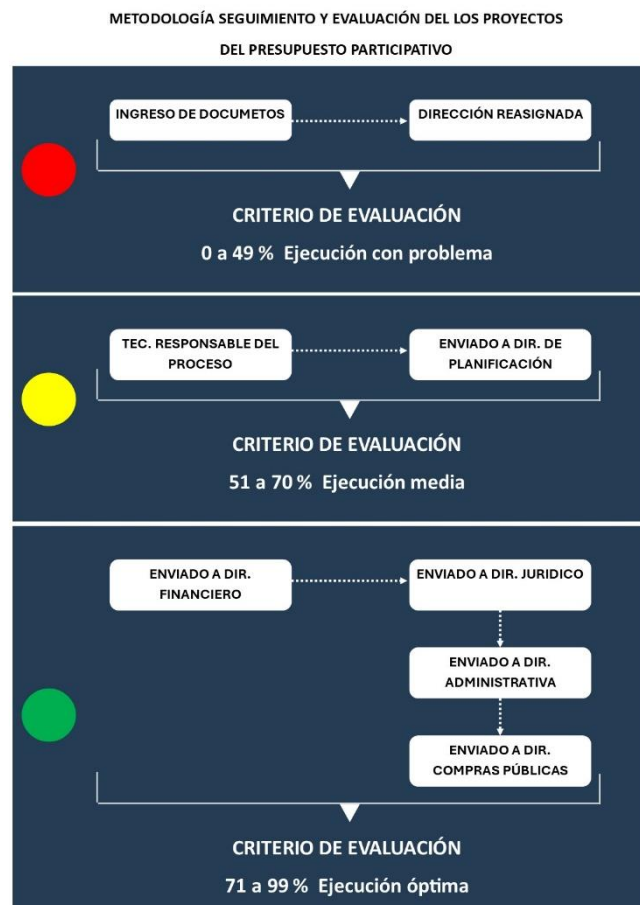 METODOLOGÍA SEGUIMIENTO Y EVALUACIÓN DEL LOS PROYECTOS
DEL PRESUPUESTO PARTICIPATIVO
INGRESO DE DOCUMETOS
DIRECCIÓN REASIGNADA
CRITERIO DE EVALUACIÓN
0 a 49 % Ejecución con problema
TEC. RESPONSABLE DEL
PROCESO
ENVIADO A DIR. DE
PLANIFICACIÓN
CRITERIO DE EVALUACIÓN
51 a 70 % Ejecución media
ENVIADO A DIR.
FINANCIERO
ENVIADO A DIR. JURIDICO
ENVIADO A DIR.
ADMINISTRATIVA
ENVIADO A DIR.
COMPRAS PÚBLICAS
CRITERIO DE EVALUACIÓN
71 a 99 % Ejecución óptima